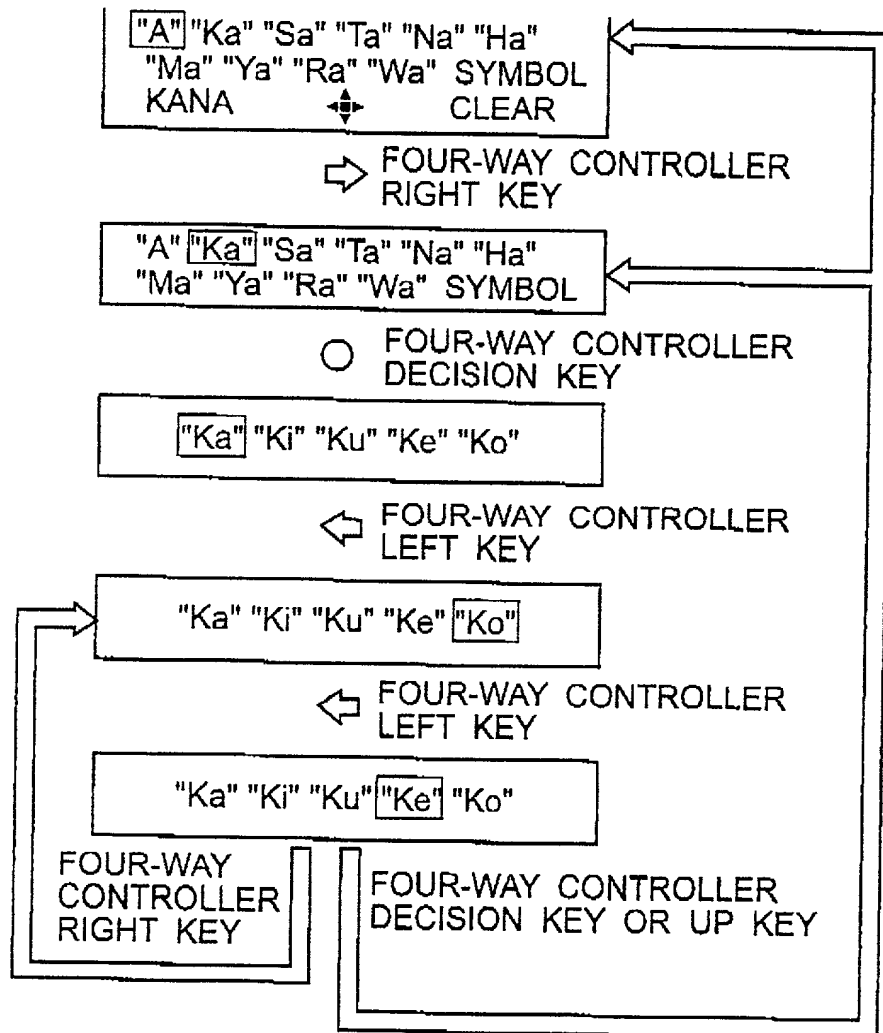 "A" "Ka" "Sa" "Ta" "Na" "Ha"
"Ma" "Ya" "Ra" "Wa" SYMBOL
KANA CLEAR
FOUR-WAY CONTROLLER
RIGHT KEY
"A" "Ka" "Sa" "Ta" "Na" "Ha"
"Ma" "Ya" "Ra" "Wa" SYMBOL
FOUR-WAY CONTROLLER
DECISION KEY
"Ka" "Ki" "Ku" "Ke" "Ko"
FOUR-WAY CONTROLLER
LEFT KEY
"Ka" "Ki" "Ku" "Ke" "Ko"
FOUR-WAY CONTROLLER
LEFT KEY
"Ka" "Ki" "Ku" "Ke" "Ko"
FOUR-WAY
CONTROLLER
RIGHT KEY
FOUR-WAY CONTROLLER
DECISION KEY OR UP KEY